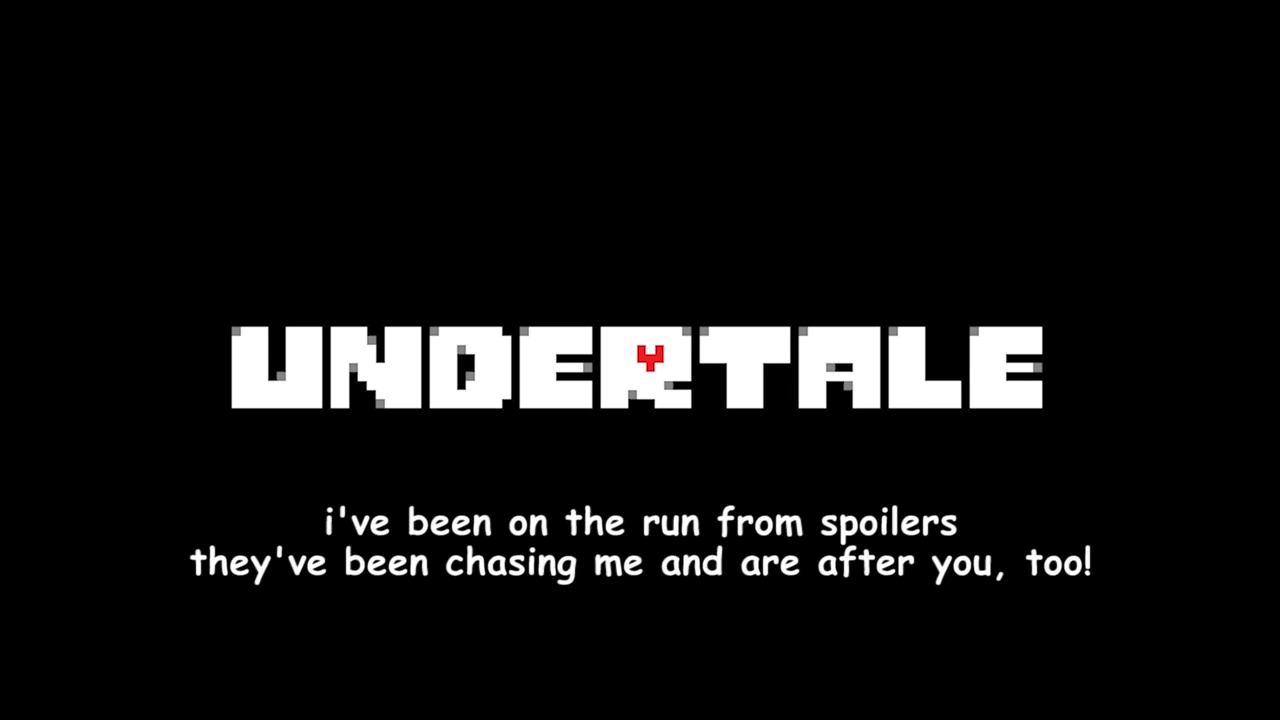 UNDERTALE
i've been on the run from spoilers
they've been chasing me and are after you, too!